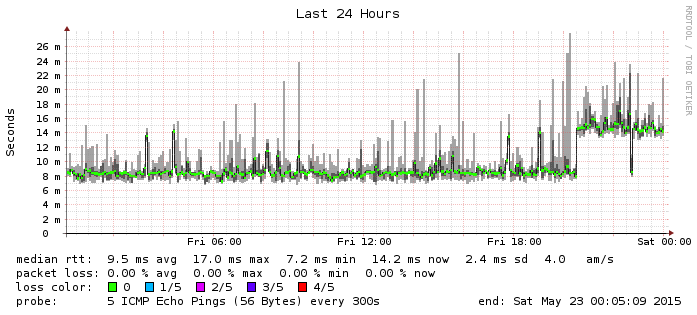 Last 24 Hours
RRDTOOL / TOBI OETIKER
Seconds
26 m
24 m
22 m
20 m
18 m
16 m
14 m
12 m
10 m
8 m
6 m
4 m
2 m
0
Fri 06:00 Fri 12:00 Fri 18:00 Sat 00:00
median rtt: 9.5 ms avg 17.0 ms max 7.2 ms min 14.2 ms now 2.4 ms sd 4.0 am/s
packet loss: 0.00 % avg 0.00 % max 0.00 % min 0.00 % now
loss color: 0 1/5 2/5 3/5 4/5
probe: 5 ICMP Echo Pings (56 Bytes) every 300s end: Sat May 23 00:05:09 2015